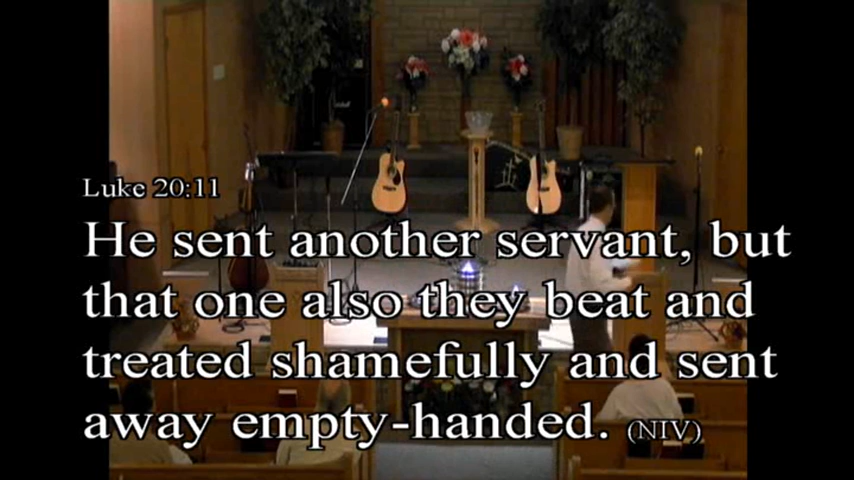 Luke 20:11
He sent another servant, but
that one also they beat and
treated shamefully and sent
away empty-handed. (NIV)